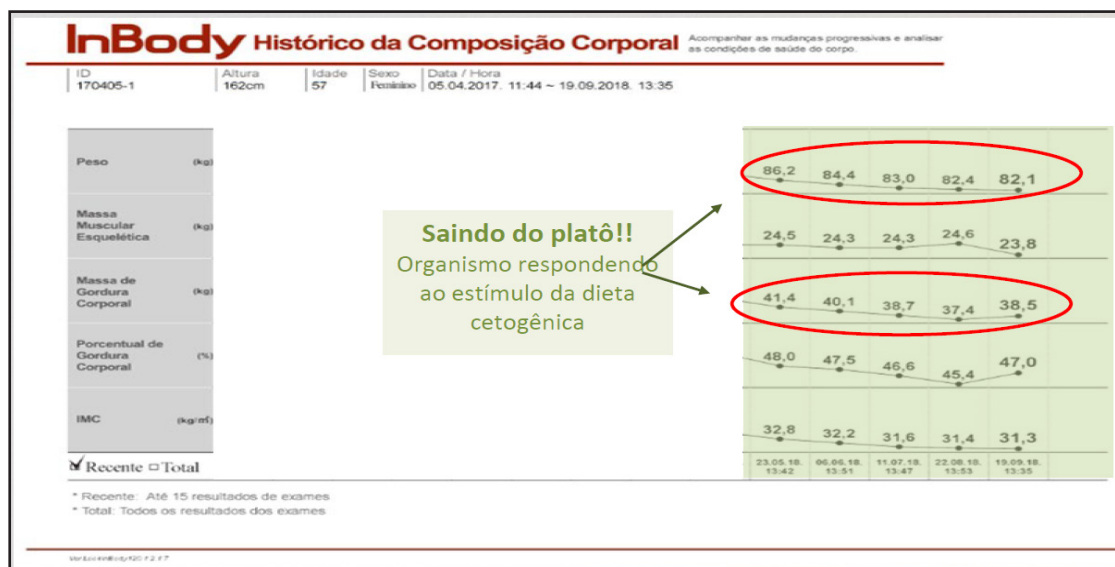 InBody Histórico da Composição Corporal
Acompanhar as mudanças progressivas e analisar
as condições de saúde do corpo.
ID Altura Idade Sexo Data / Hora
170405-1 162cm 57 Feminino 05.04.2017. 11:44 ~ 19.09.2018. 13:35
Peso (kg)
86,2 84,4 83,0 82,4 82,1
Massa
Muscular (kg)
Esquelética
24,5 24,3 24,3 24,6 23,8
Saindo do platô!!
Organismo respondendo
ao estímulo da dieta
cetogênica
Massa de
Gordura (kg)
Corporal
41,4 40,1 38,7 37,4 38,5
Porcentual de
Gordura (%)
Corporal
48,0 47,5 46,6 45,4 47,0
IMC (kg/㎡)
32,8 32,2 31,6 31,4 31,3
Recente Total
23.05.18. 06.06.18. 11.07.18. 22.08.18. 19.09.18.
13:42 13:51 13:47 13:53 13:35
* Recente: Até 15 resultados de exames
* Total: Todos os resultados dos exames